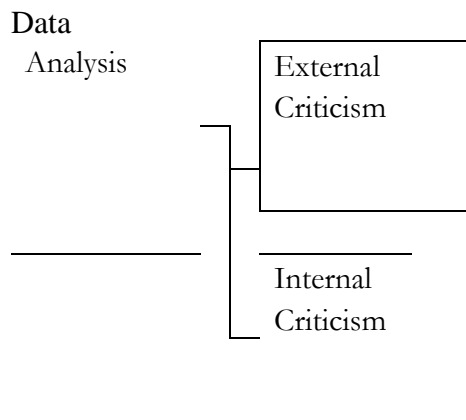 Data
Analysis
External
Criticism
Internal
Criticism